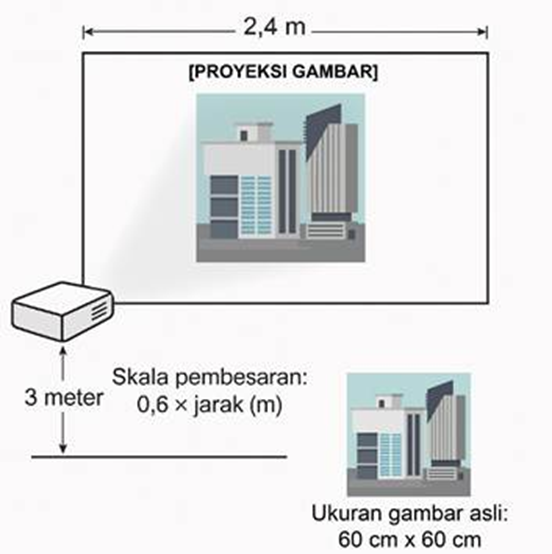 2,4 m
[PROYEKSI GAMBAR]
3 meter
Skala pembesaran:
0,6 × jarak (m)
Ukuran gambar asli:
60 cm x 60 cm